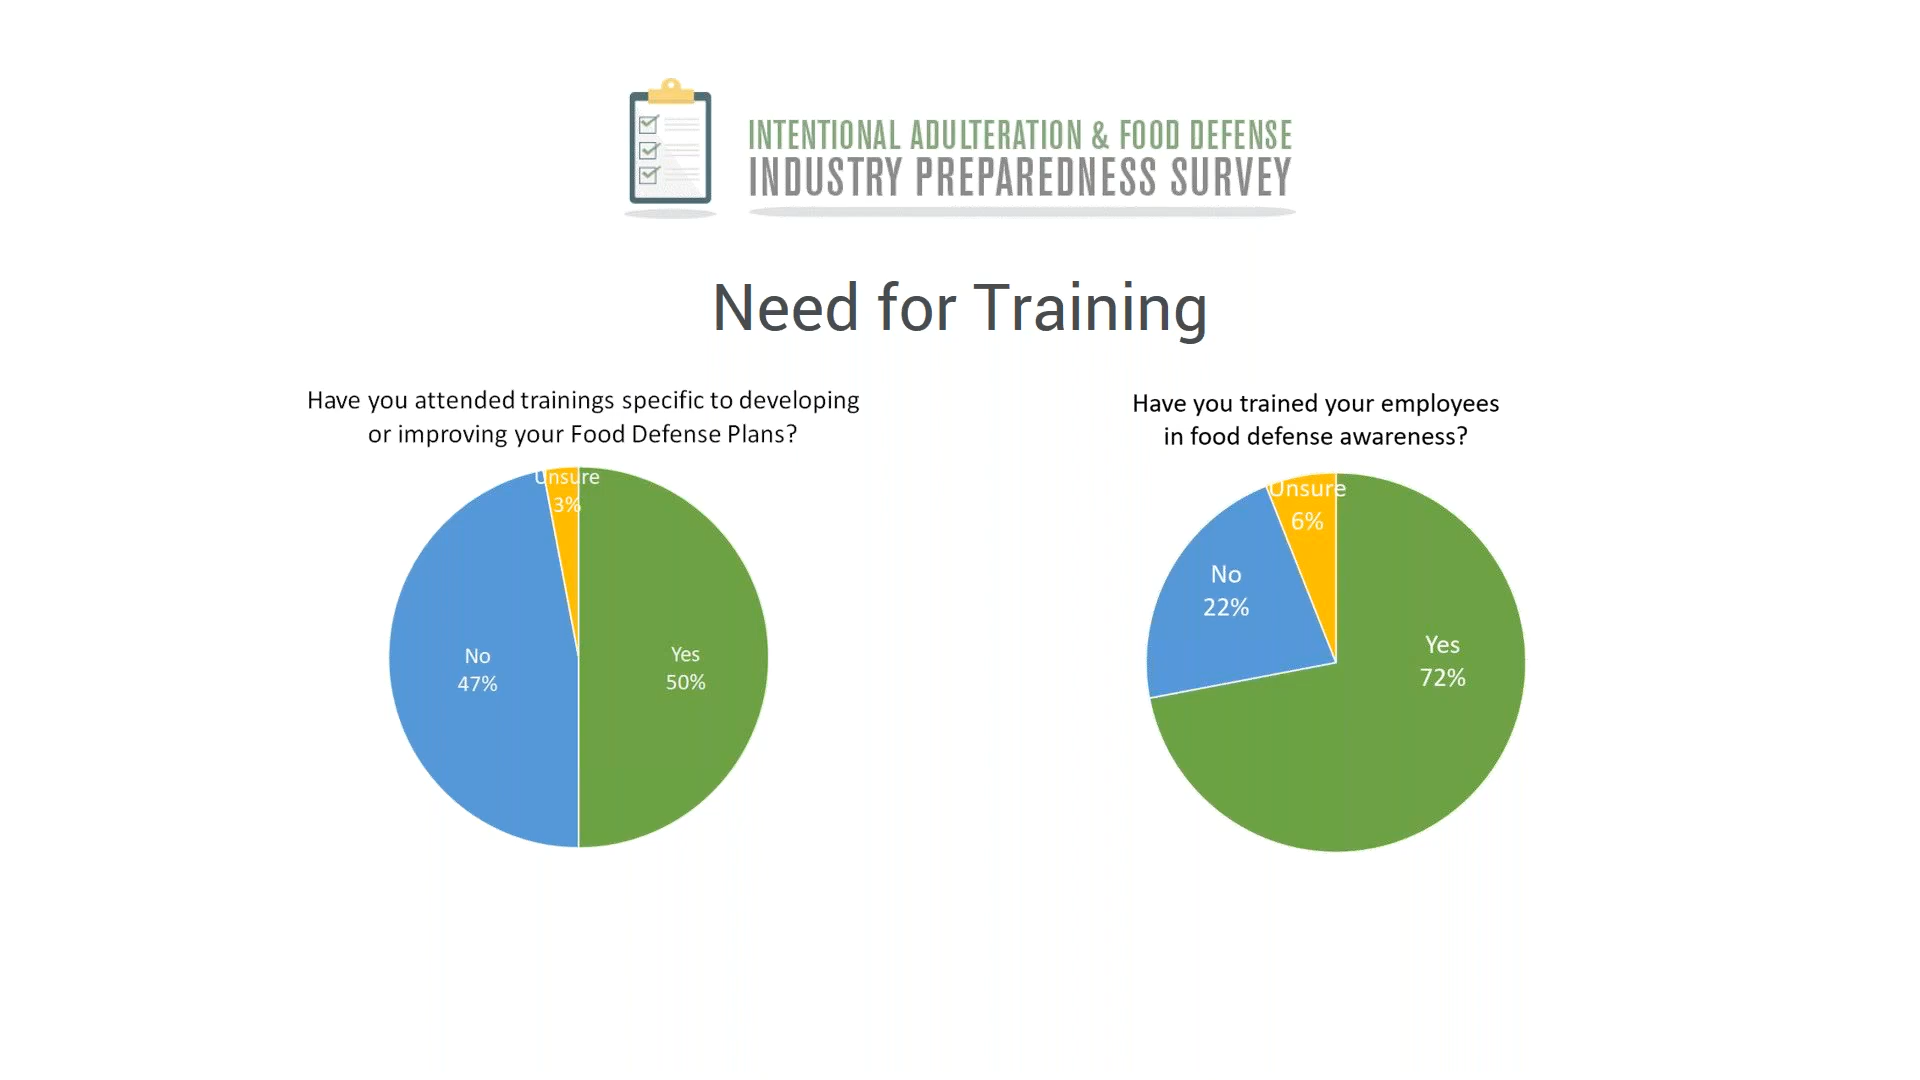 INTENTIONAL ADULTERATION & FOOD DEFENSE
INDUSTRY PREPAREDNESS SURVEY
Need for Training
Have you attended trainings specific to developing
or improving your Food Defense Plans?
Unsure
3%
No
47%
Yes
50%
Have you trained your employees
in food defense awareness?
Unsure
6%
No
22%
Yes
72%